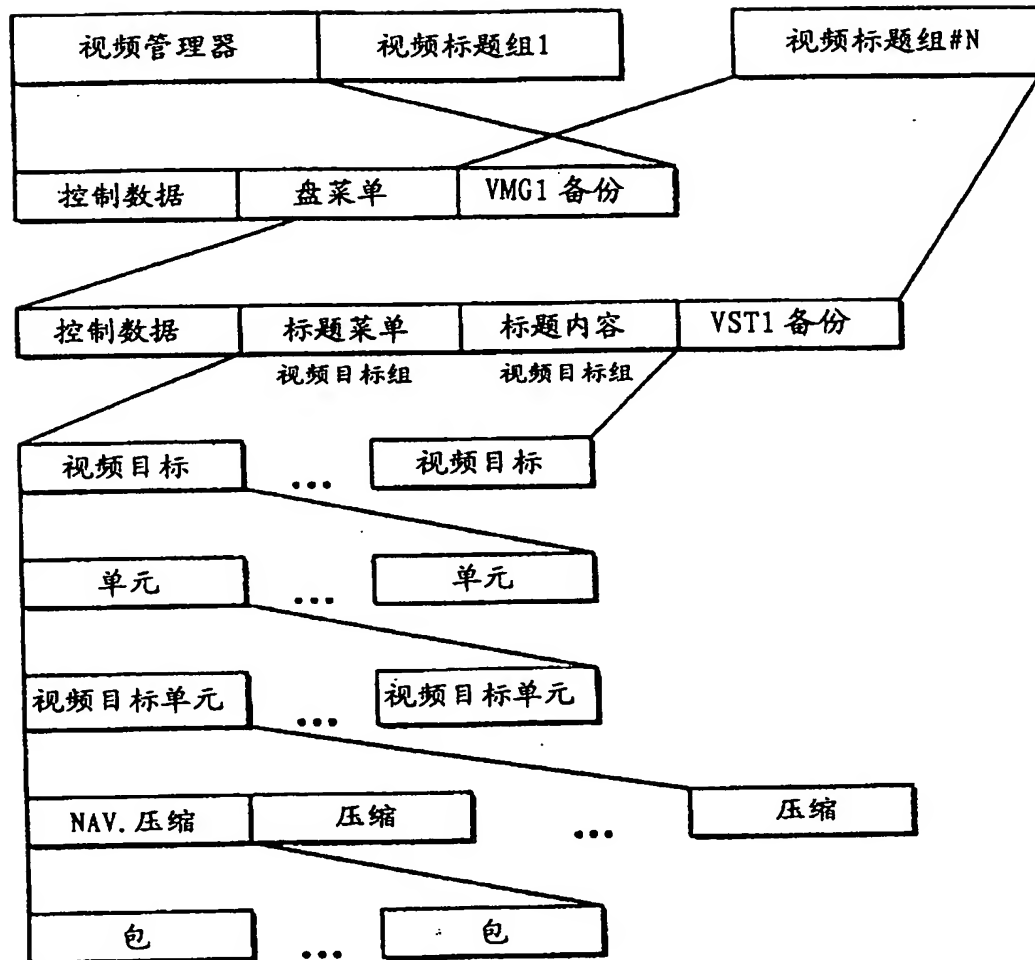 视频管理器 视频标题组1 视频标题组#N
控制数据 盘菜单 VMG1 备份
控制数据 标题菜单 标题内容 VST1 备份
视频目标组 视频目标组
视频目标 ... 视频目标
单元 ... 单元
视频目标单元 ... 视频目标单元
NAV. 压缩 压缩 ... 压缩
包 ... 包